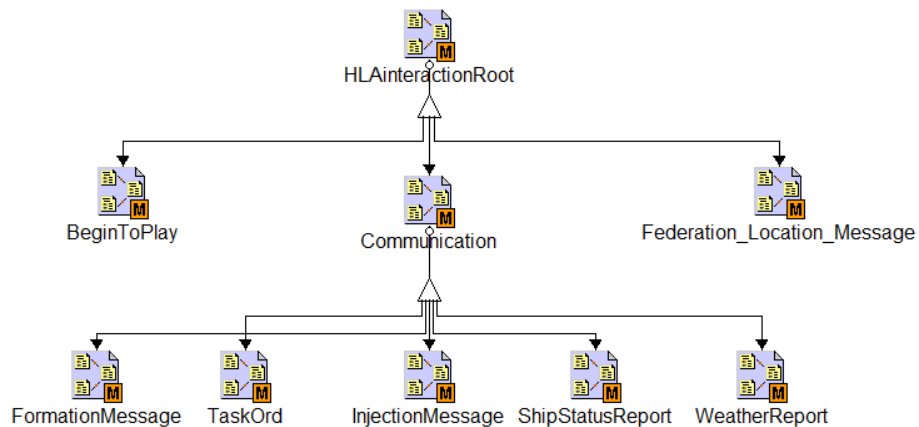 M
HLAinteractionRoot
M M M
BeginToPlay Communication Federation_Location_Message
M M M M M
FormationMessage TaskOrd InjectionMessage ShipStatusReport WeatherReport